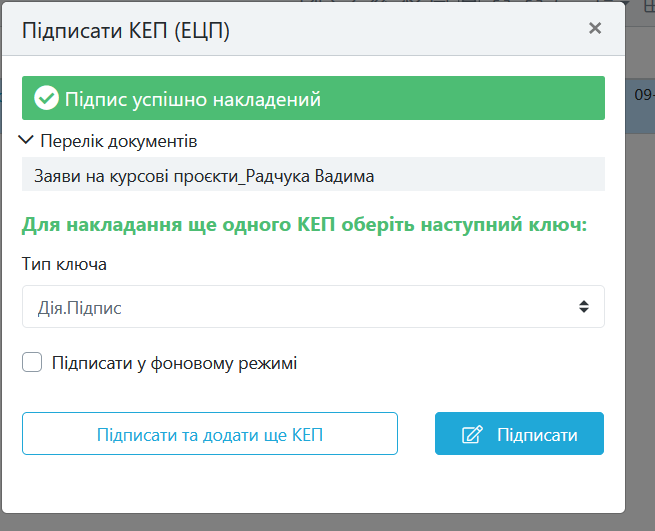 Підписати КЕП (ЕЦП)
×
Підпис успішно накладений
Перелік документів
Заяви на курсові проєкти_Радчука Вадима
Для накладання ще одного КЕП оберіть наступний ключ:
Тип ключа
Дія.Підпис
Підписати у фоновому режимі
Підписати та додати ще КЕП
Підписати
09-